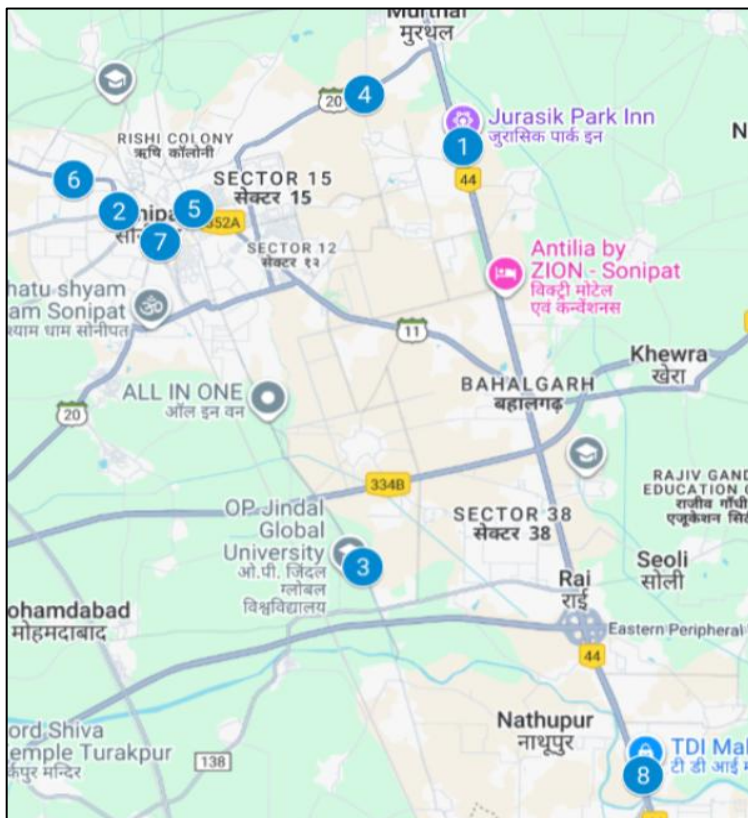 Murthal
मुरथल
20
4
Jurasik Park Inn
जुरासिक पार्क इन
1
44
RISHI COLONY
ऋषि कॉलोनी
6
SECTOR 15
सेक्टर 15
2
5
352A
7
SECTOR 12
सेक्टर १२
Antilia by
ZION - Sonipat
विक्ट्री मोटेल
एवं कन्वेंशनस
hatu shyam
am Sonipat
श्याम धाम सोनीपत
11
Khewra
खेरा
BAHALGARH
बहालगढ़
ALL IN ONE
ऑल इन वन
20
334B
RAJIV GAND
EDUCATION C
राजीव गाँधी
एजूकेशन सिटी
OP Jindal
Global
University
ओ.पी. जिंदल
ग्लोबल
विश्वविद्यालय
3
SECTOR 38
सेक्टर 38
Seoli
सोली
Rai
राई
ohamdabad
मोहमदाबाद
Eastern Peripheral
44
Nathupur
नाथूपुर
ord Shiva
emple Turakpur
र्कपुर मन्दिर
138
TDI Mal
टी डी आई म
8